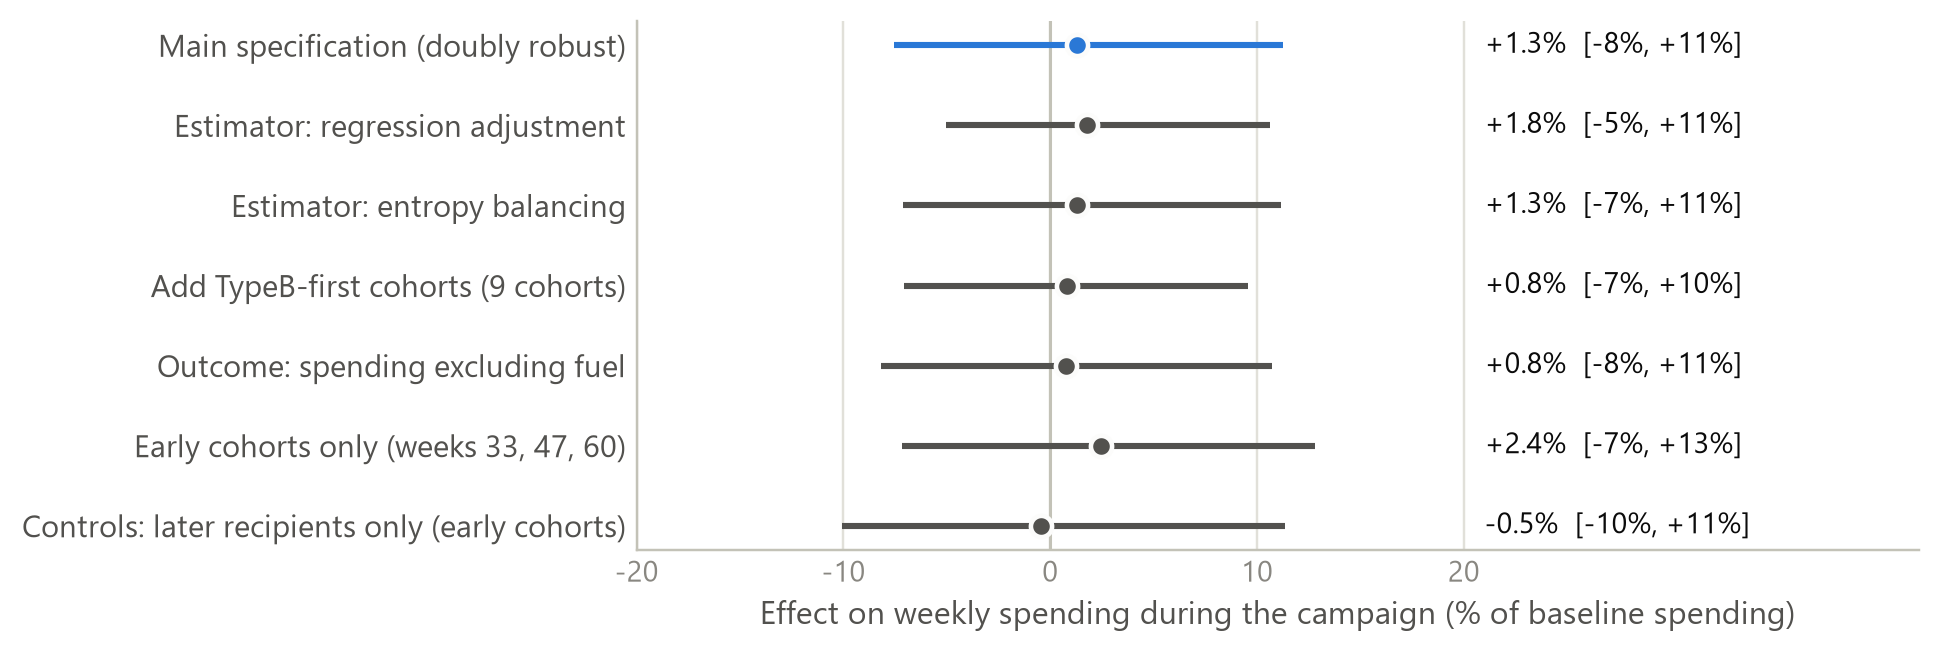 Main specification (doubly robust) +1.3% [-8%, +11%]
Estimator: regression adjustment +1.8% [-5%, +11%]
Estimator: entropy balancing +1.3% [-7%, +11%]
Add TypeB-first cohorts (9 cohorts) +0.8% [-7%, +10%]
Outcome: spending excluding fuel +0.8% [-8%, +11%]
Early cohorts only (weeks 33, 47, 60) +2.4% [-7%, +13%]
Controls: later recipients only (early cohorts) -0.5% [-10%, +11%]
-20 -10 0 10 20
Effect on weekly spending during the campaign (% of baseline spending)